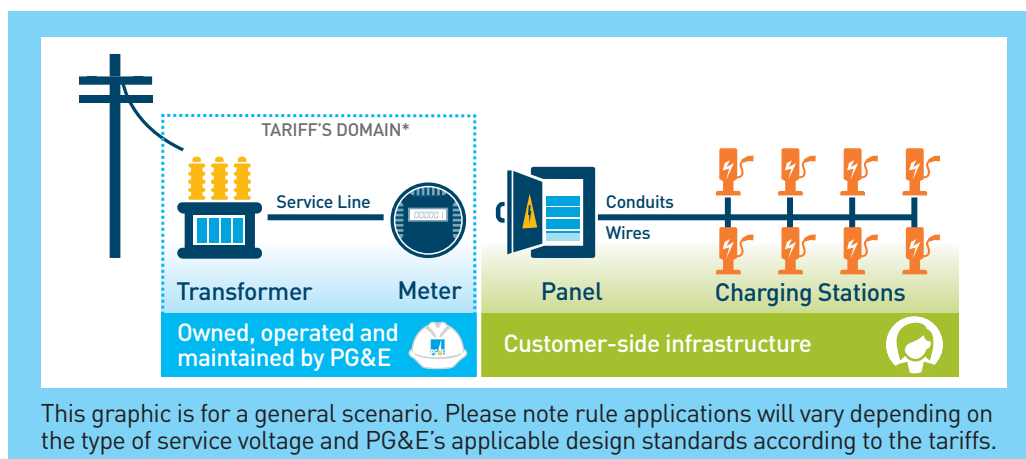 TARIFF'S DOMAIN*
Service Line
000001
Conduits
Wires
Transformer
Meter
Panel
Charging Stations
Owned, operated and
maintained by PG&E
Customer-side infrastructure
This graphic is for a general scenario. Please note rule applications will vary depending on
the type of service voltage and PG&E's applicable design standards according to the tariffs.